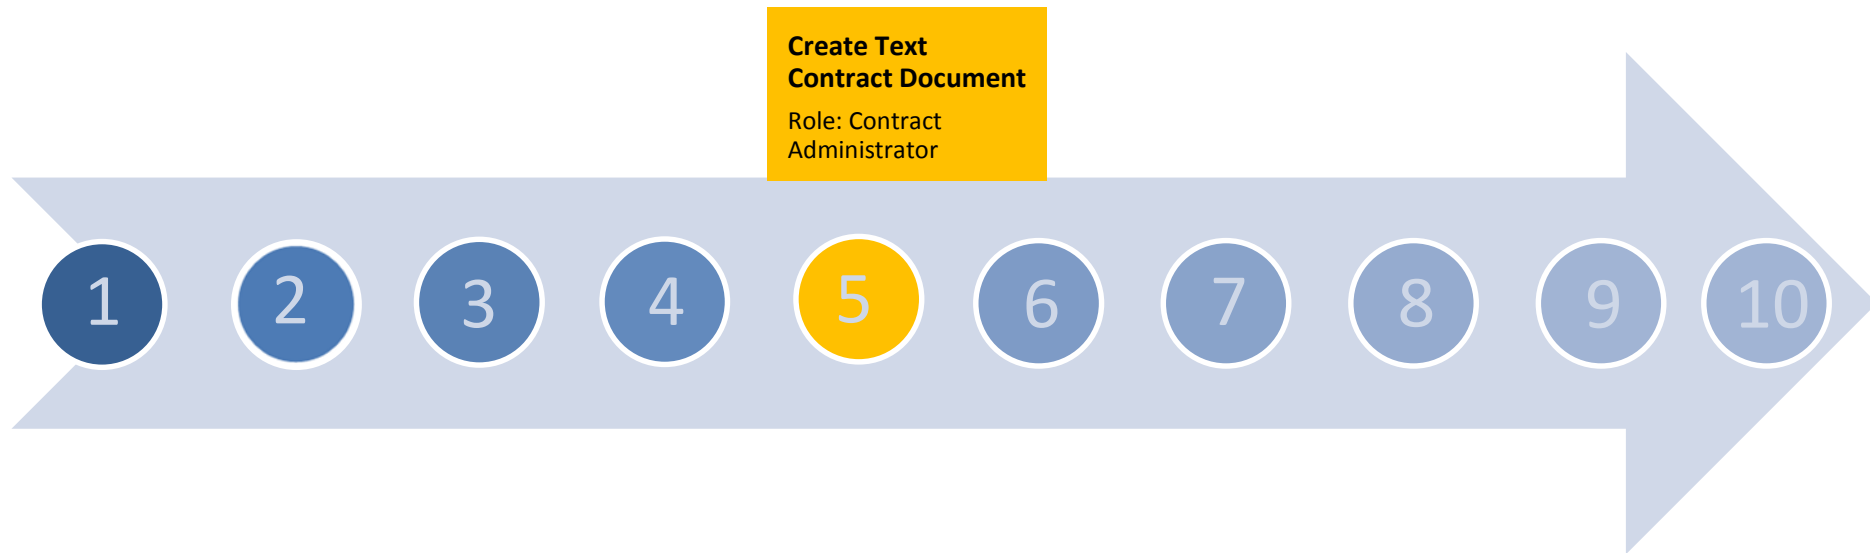 Create Text
Contract Document
Role: Contract
Administrator
1 2 3 4 5 6 7 8 9 10